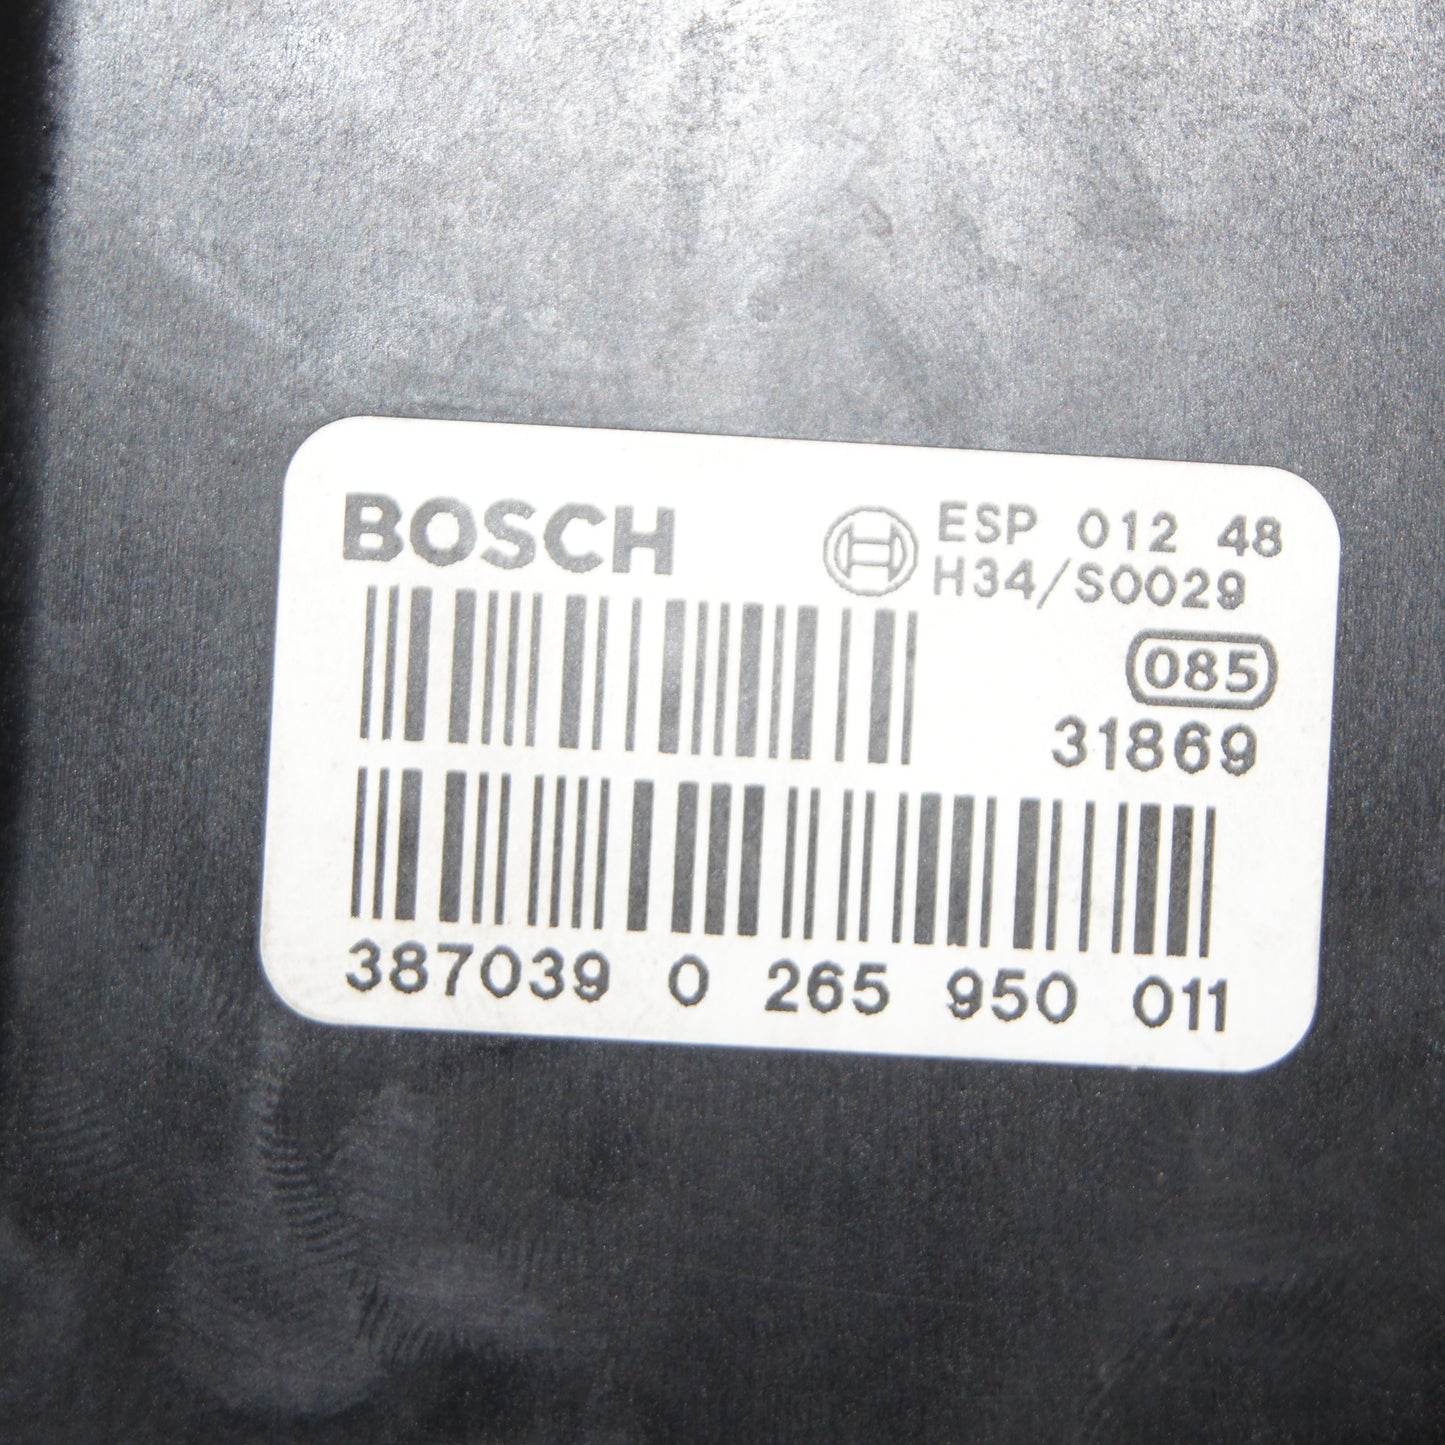 BOSCH
ESP 012 48
H34/S0029
085
31869
387039 0 265 950 011